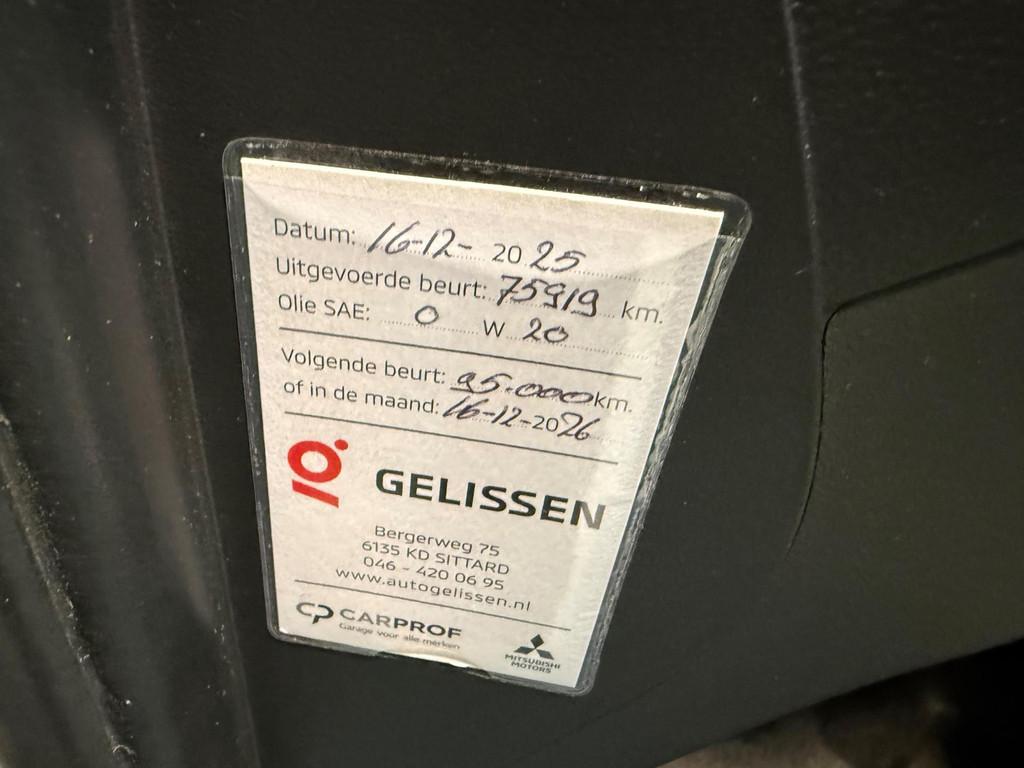 Datum: 16-12- 2025
Uitgevoerde beurt: 75919 km.
Olie SAE: 0 W 20
Volgende beurt: 95.000 km.
of in de maand: 16-12-2026
GELISSEN
Bergerweg 75
6135 KD SITTARD
046 - 420 06 95
www.autogelissen.nl
CP CARPROF
Garage voor alle merken
MITSUBISHI
MOTORS